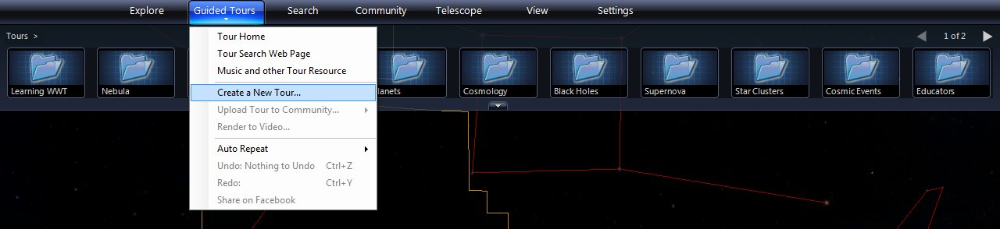 Explore Guided Tours Search Community Telescope View Settings
Tours >
1 of 2
Tour Home
Tour Search Web Page
Music and other Tour Resource
Create a New Tour...
Upload Tour to Community...
Render to Video...
Auto Repeat
Undo: Nothing to Undo Ctrl+Z
Redo: Ctrl+Y
Share on Facebook
Learning WWT Nebula lanets Cosmology Black Holes Supernova Star Clusters Cosmic Events Educators